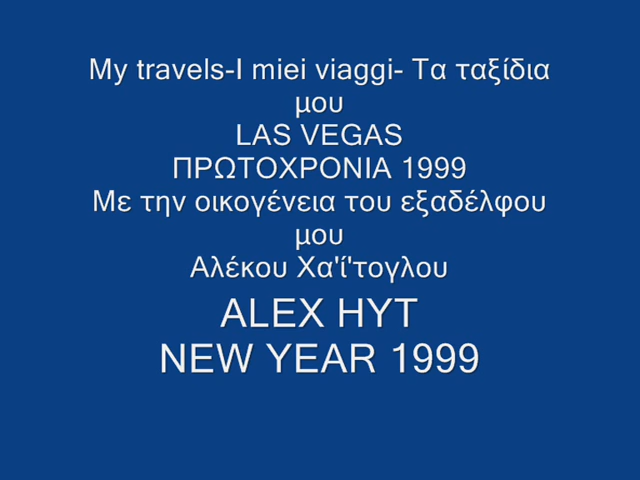 My travels-I miei viaggi- Τα ταξίδια
μου
LAS VEGAS
ΠΡΩΤΟΧΡΟΝΙΑ 1999
Με την οικογένεια του εξαδέλφου
μου
Αλέκου Χα'ί'τογλου
ALEX HYT
NEW YEAR 1999